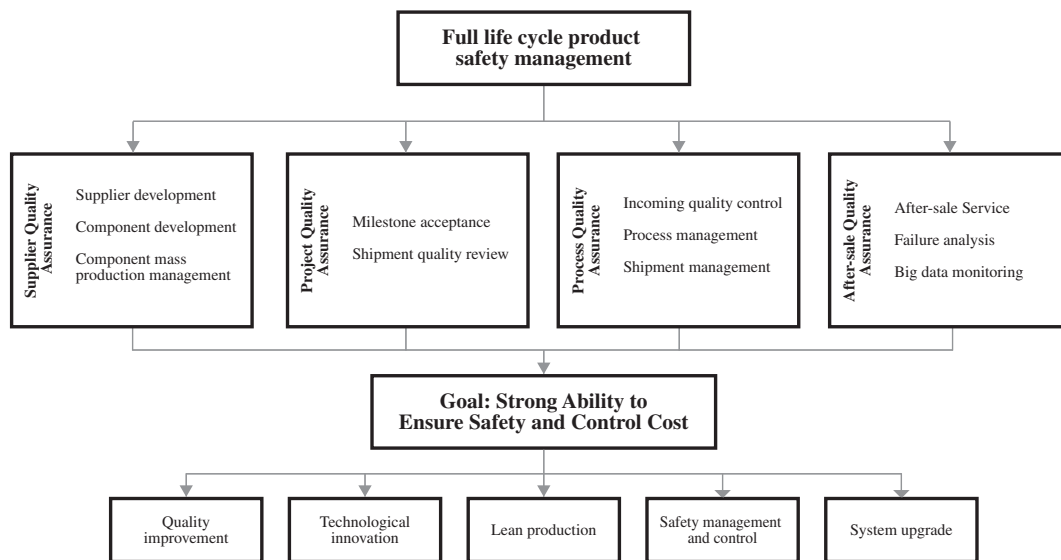 Full life cycle product
safety management
Supplier Quality
Assurance
Supplier development
Component development
Component mass
production management
Project Quality
Assurance
Milestone acceptance
Shipment quality review
Process Quality
Assurance
Incoming quality control
Process management
Shipment management
After-sale Quality
Assurance
After-sale Service
Failure analysis
Big data monitoring
Goal: Strong Ability to
Ensure Safety and Control Cost
Quality
improvement
Technological
innovation
Lean production
Safety management
and control
System upgrade